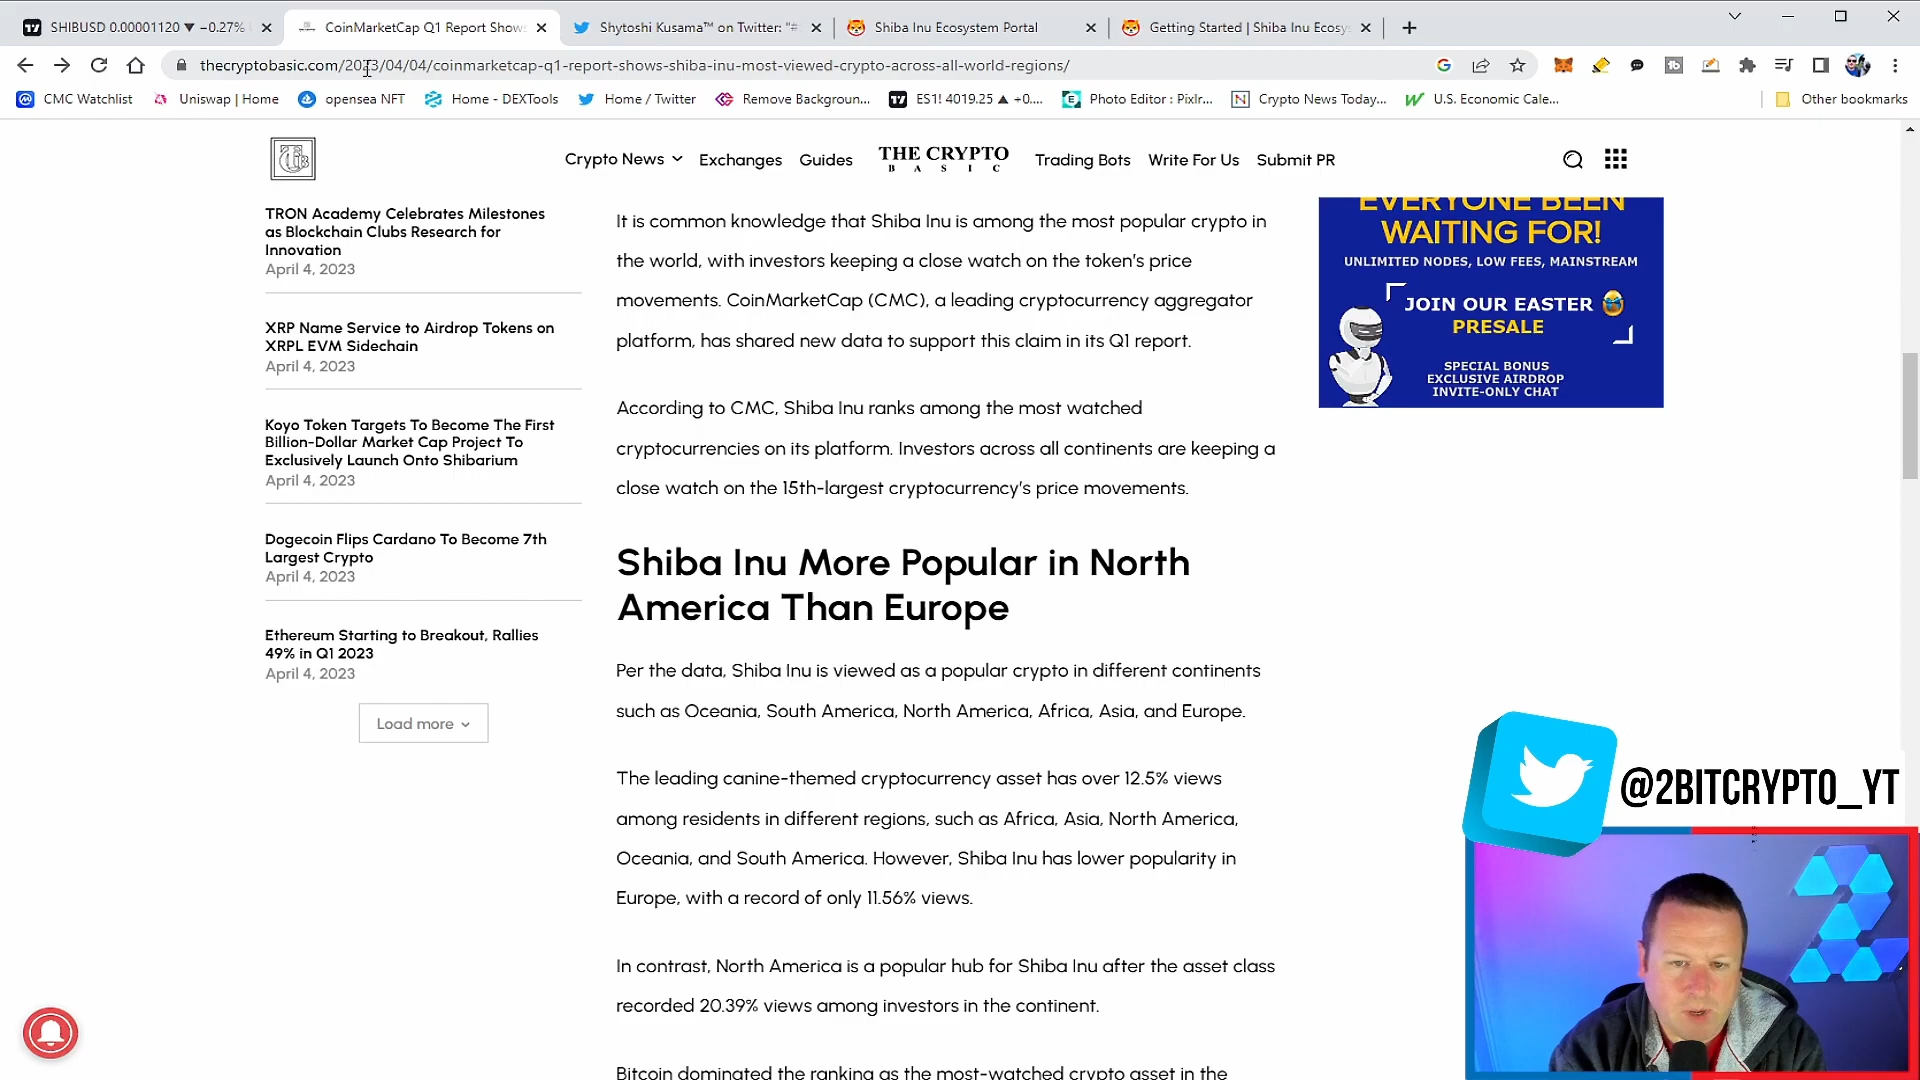 SHIBUSD 0.00001120 ▼ −0.27%
CoinMarketCap Q1 Report Show
Shytoshi Kusama™ on Twitter: "#
Shiba Inu Ecosystem Portal
Getting Started | Shiba Inu Ecosy
thecryptobasic.com/2023/04/04/coinmarketcap-q1-report-shows-shiba-inu-most-viewed-crypto-across-all-world-regions/
CMC Watchlist
Uniswap | Home
opensea NFT
Home - DEXTools
Home / Twitter
Remove Backgroun...
ES1! 4019.25 ▲ +0....
Photo Editor : Pixlr...
Crypto News Today...
U.S. Economic Cale...
Other bookmarks
Crypto News
Exchanges
Guides
THE CRYPTO
BASIC
Trading Bots
Write For Us
Submit PR
TRON Academy Celebrates Milestones
as Blockchain Clubs Research for
Innovation
April 4, 2023
XRP Name Service to Airdrop Tokens on
XRPL EVM Sidechain
April 4, 2023
Koyo Token Targets To Become The First
Billion-Dollar Market Cap Project To
Exclusively Launch Onto Shibarium
April 4, 2023
Dogecoin Flips Cardano To Become 7th
Largest Crypto
April 4, 2023
Ethereum Starting to Breakout, Rallies
49% in Q1 2023
April 4, 2023
Load more
It is common knowledge that Shiba Inu is among the most popular crypto in
the world, with investors keeping a close watch on the token's price
movements. CoinMarketCap (CMC), a leading cryptocurrency aggregator
platform, has shared new data to support this claim in its Q1 report.
According to CMC, Shiba Inu ranks among the most watched
cryptocurrencies on its platform. Investors across all continents are keeping a
close watch on the 15th-largest cryptocurrency's price movements.
Shiba Inu More Popular in North
America Than Europe
Per the data, Shiba Inu is viewed as a popular crypto in different continents
such as Oceania, South America, North America, Africa, Asia, and Europe.
The leading canine-themed cryptocurrency asset has over 12.5% views
among residents in different regions, such as Africa, Asia, North America,
Oceania, and South America. However, Shiba Inu has lower popularity in
Europe, with a record of only 11.56% views.
In contrast, North America is a popular hub for Shiba Inu after the asset class
recorded 20.39% views among investors in the continent.
Bitcoin dominated the ranking as the most-watched crypto asset in the
EVERYONE BEEN
WAITING FOR!
UNLIMITED NODES, LOW FEES, MAINSTREAM
JOIN OUR EASTER
PRESALE
SPECIAL BONUS
EXCLUSIVE AIRDROP
INVITE-ONLY CHAT
@2BITCRYPTO_YT